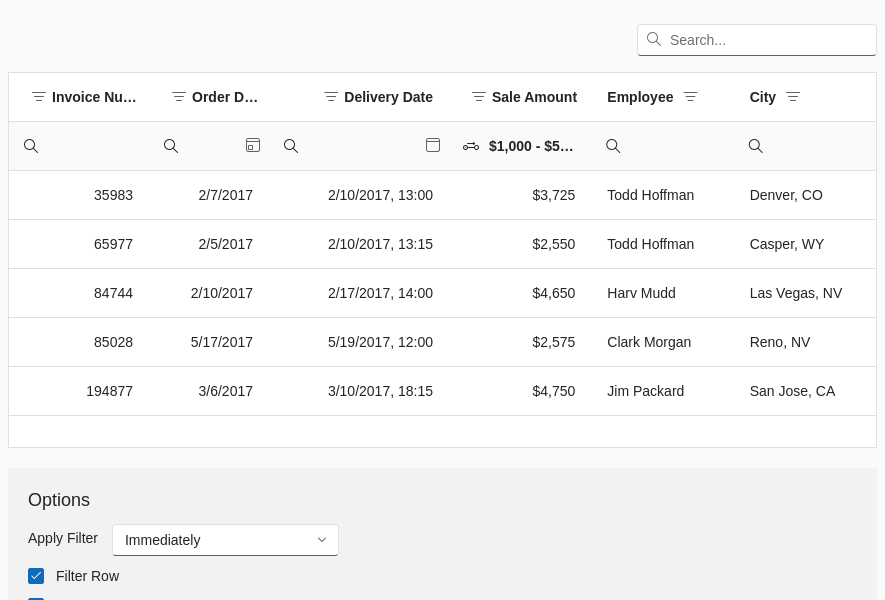 Search...
Invoice Nu... Order D... Delivery Date Sale Amount Employee City
$1,000 - $5...
35983 2/7/2017 2/10/2017, 13:00 $3,725 Todd Hoffman Denver, CO
65977 2/5/2017 2/10/2017, 13:15 $2,550 Todd Hoffman Casper, WY
84744 2/10/2017 2/17/2017, 14:00 $4,650 Harv Mudd Las Vegas, NV
85028 5/17/2017 5/19/2017, 12:00 $2,575 Clark Morgan Reno, NV
194877 3/6/2017 3/10/2017, 18:15 $4,750 Jim Packard San Jose, CA
Options
Apply Filter Immediately
Filter Row